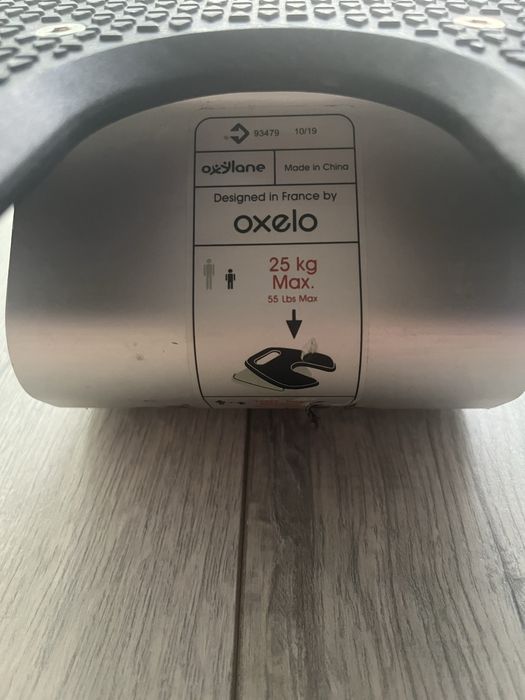 93479 10/19
oxylane
Made in China
Designed in France by
oxelo
25 kg
Max.
55 Lbs Max